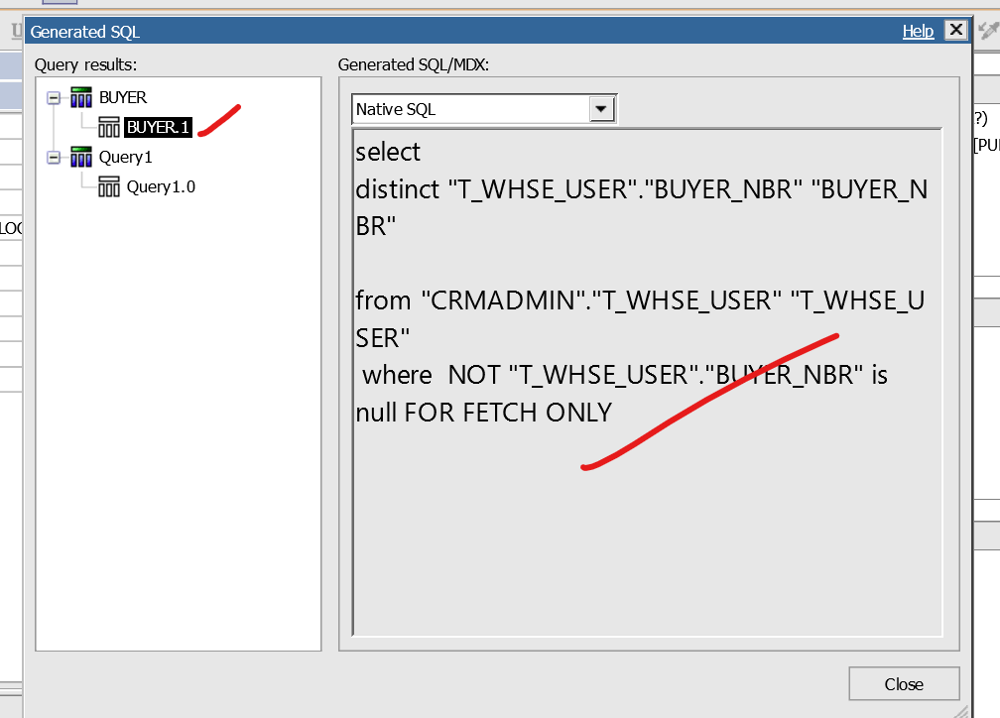 U
Generated SQL
Help
Query results:
Generated SQL/MDX:
BUYER
BUYER.1
Query1
Query1.0
Native SQL
select
distinct "T_WHSE_USER"."BUYER_NBR" "BUYER_N
BR"
from "CRMADMIN"."T_WHSE_USER" "T_WHSE_U
SER"
where NOT "T_WHSE_USER"."BUYER_NBR" is
null FOR FETCH ONLY
?)
[PU
LOC
Close